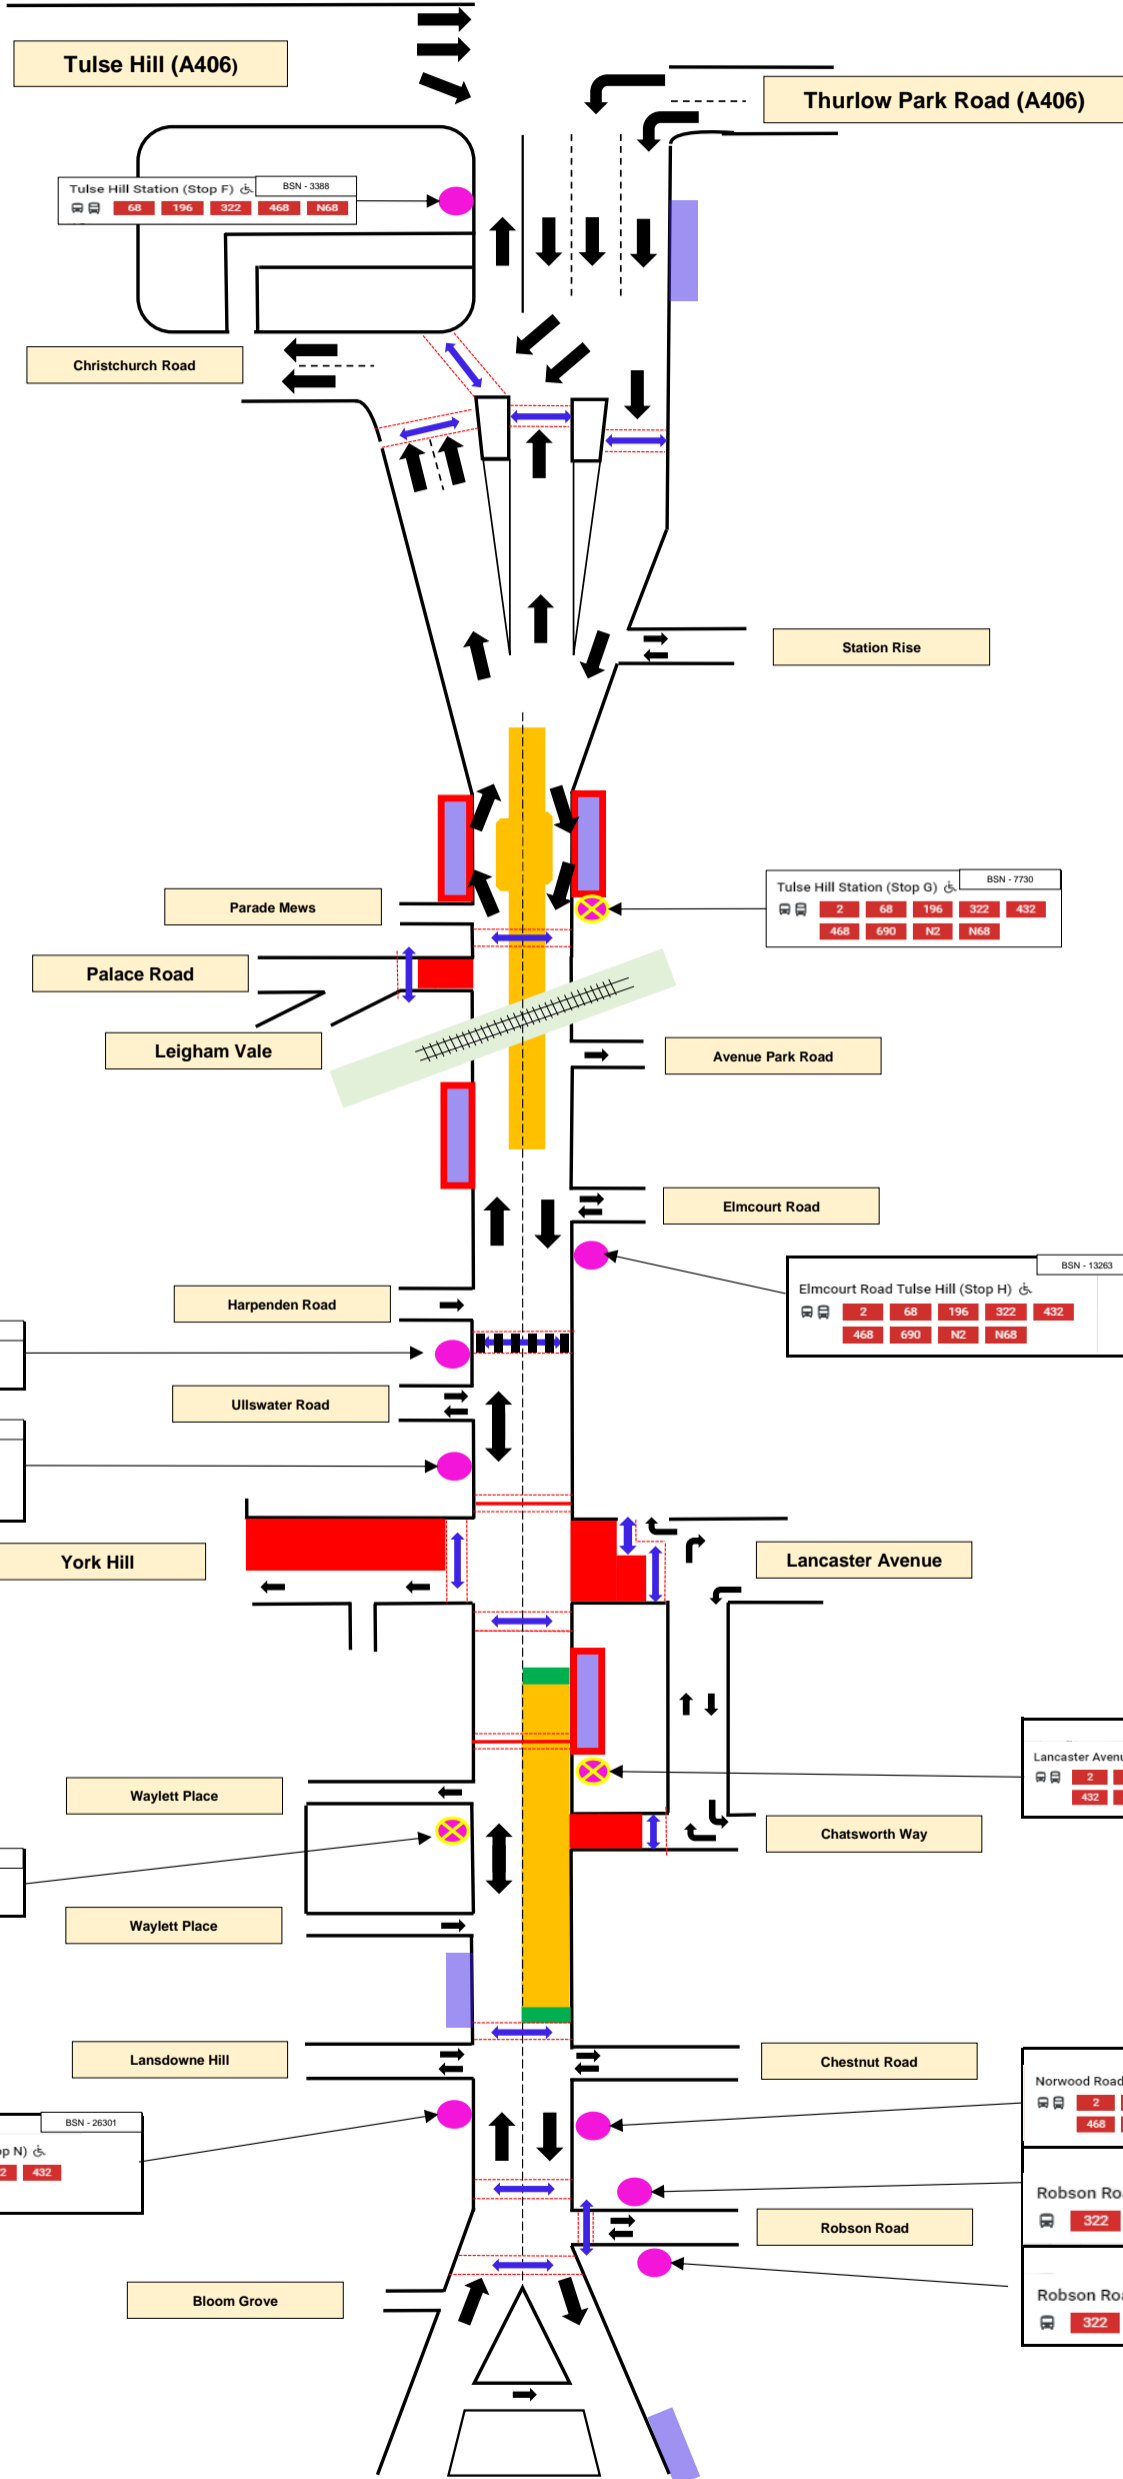 Tulse Hill (A406)
Thurlow Park Road (A406)
Tulse Hill Station (Stop F)
BSN - 3388
68 196 322 468 N68
Christchurch Road
Station Rise
Parade Mews
Tulse Hill Station (Stop G)
BSN - 7730
2 68 196 322 432
468 690 N2 N68
Palace Road
Leigham Vale
Avenue Park Road
Elmcourt Road
BSN - 13263
Elmcourt Road Tulse Hill (Stop H)
2 68 196 322 432
468 690 N2 N68
Harpenden Road
Ullswater Road
York Hill
Lancaster Avenue
Lancaster Avenu
2
432
Waylett Place
Chatsworth Way
Waylett Place
Lansdowne Hill
Chestnut Road
Norwood Road
2
468
BSN - 26301
op N)
2 432
Robson Roa
322
Robson Road
Robson Roa
322
Bloom Grove